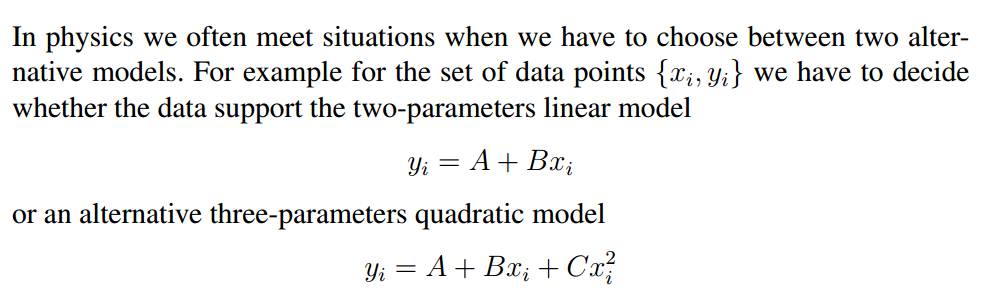 In physics we often meet situations when we have to choose between two alter-
native models. For example for the set of data points {xᵢ, yᵢ} we have to decide
whether the data support the two-parameters linear model
yᵢ = A + Bxᵢ
or an alternative three-parameters quadratic model
yᵢ = A + Bxᵢ + Cxᵢ²